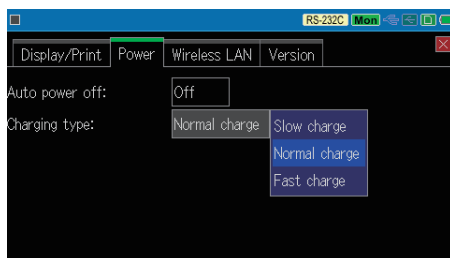 RS-232C Mon
Display/Print Power Wireless LAN Version
Auto power off: Off
Charging type: Normal charge Slow charge
Normal charge
Fast charge